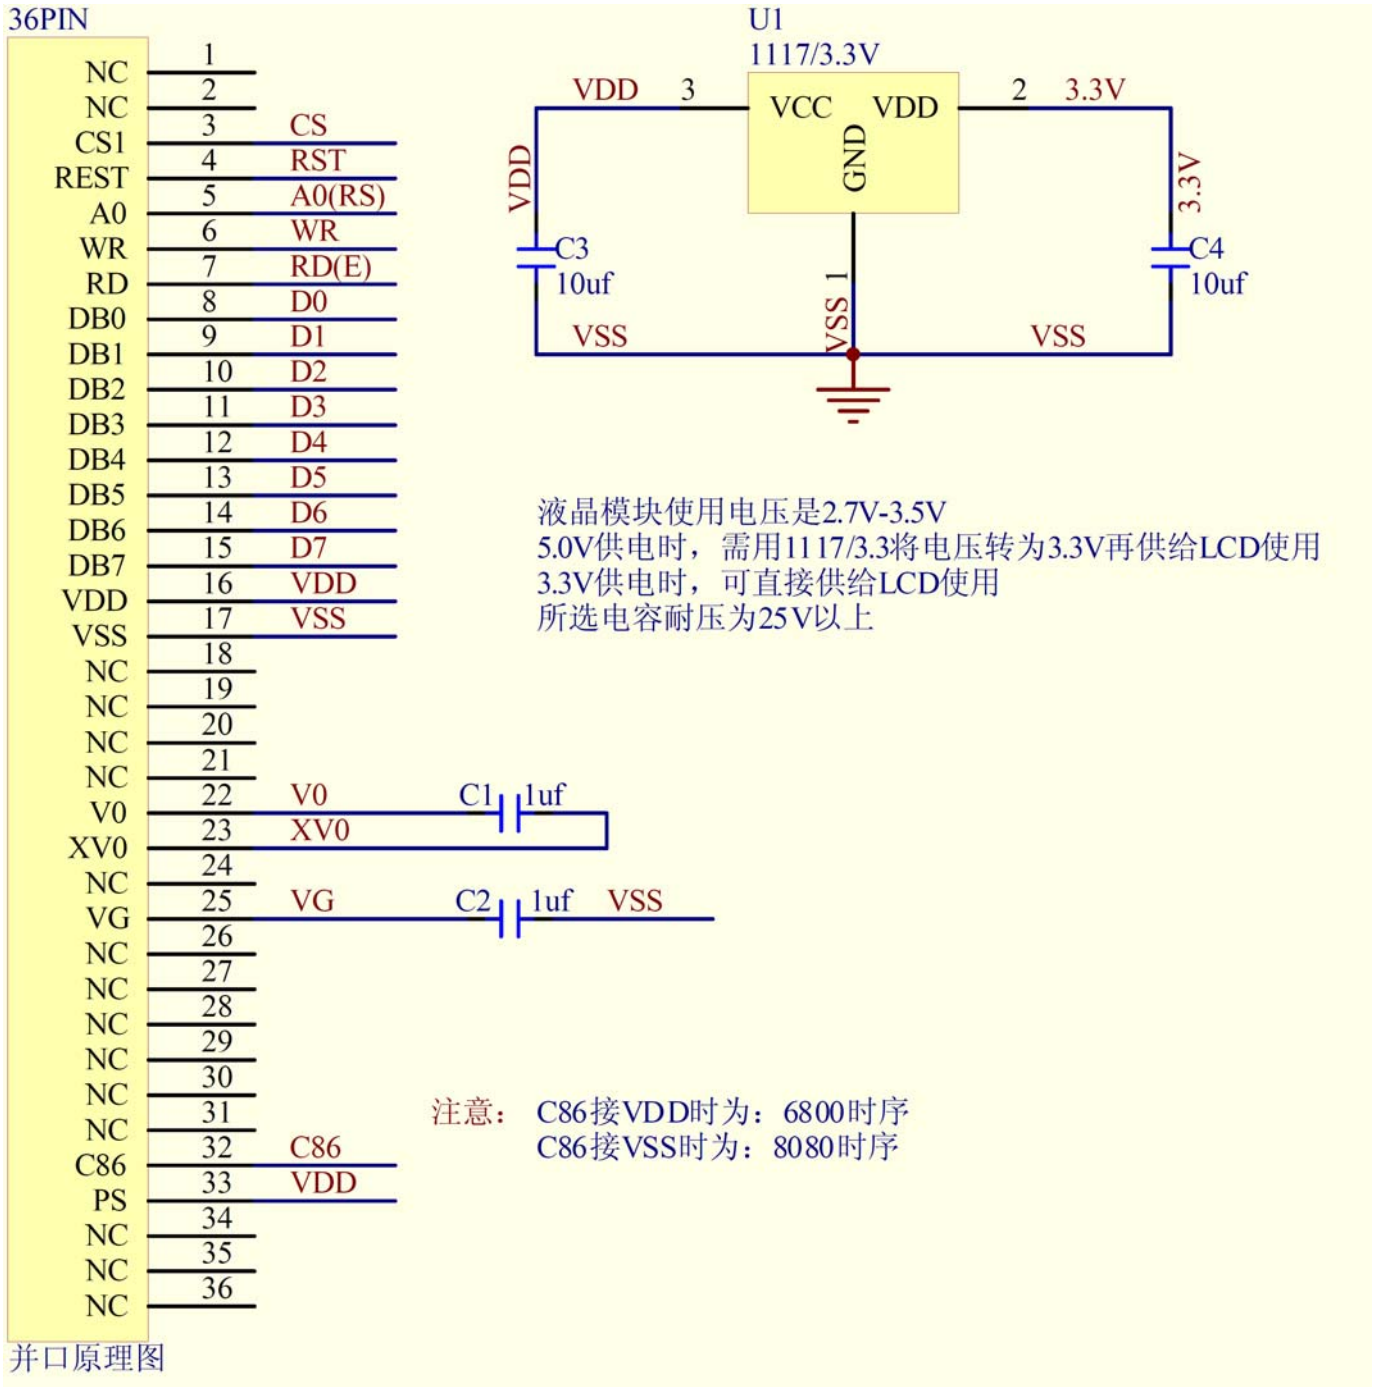 36PIN
NC 1
NC 2
CS1 3 CS
REST 4 RST
A0 5 A0(RS)
WR 6 WR
RD 7 RD(E)
DB0 8 D0
DB1 9 D1
DB2 10 D2
DB3 11 D3
DB4 12 D4
DB5 13 D5
DB6 14 D6
DB7 15 D7
VDD 16 VDD
VSS 17 VSS
NC 18
NC 19
NC 20
NC 21
V0 22 V0 C1 1uf
XV0 23 XV0
NC 24
VG 25 VG C2 1uf VSS
NC 26
NC 27
NC 28
NC 29
NC 30
NC 31
C86 32 C86
PS 33 VDD
NC 34
NC 35
NC 36
并口原理图
U1
1117/3.3V
VDD 3 VCC VDD 2 3.3V
GND
VDD
3.3V
C3
10uf
C4
10uf
1
VSS
VSS
VSS
液晶模块使用电压是2.7V-3.5V
5.0V供电时，需用1117/3.3将电压转为3.3V再供给LCD使用
3.3V供电时，可直接供给LCD使用
所选电容耐压为25V以上
注意： C86接VDD时为：6800时序
C86接VSS时为：8080时序